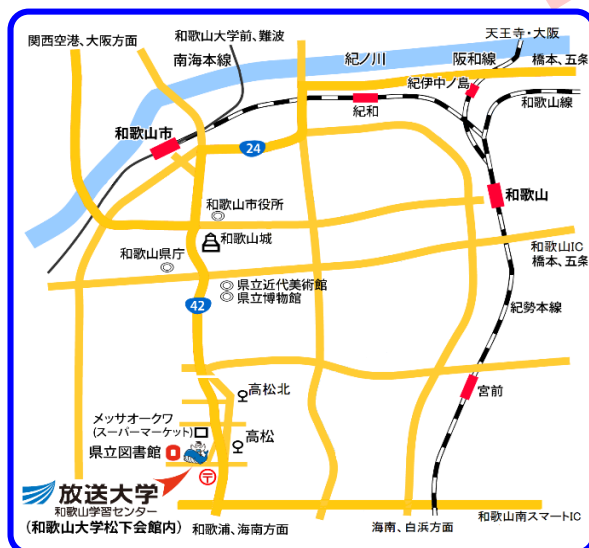 天王寺・大阪
和歌山大学前、難波
関西空港、大阪方面
南海本線
紀ノ川
阪和線
橋本、五条
紀伊中ノ島
和歌山線
紀和
和歌山市
24
和歌山
和歌山市役所
和歌山城
和歌山県庁
和歌山IC
橋本、五条
県立近代美術館
県立博物館
42
紀勢本線
高松北
宮前
メッサオークワ
(スーパーマーケット)
高松
県立図書館
〒
放送大学
和歌山学習センター
(和歌山大学松下会館内)
和歌浦、海南方面
海南、白浜方面
和歌山南スマートIC